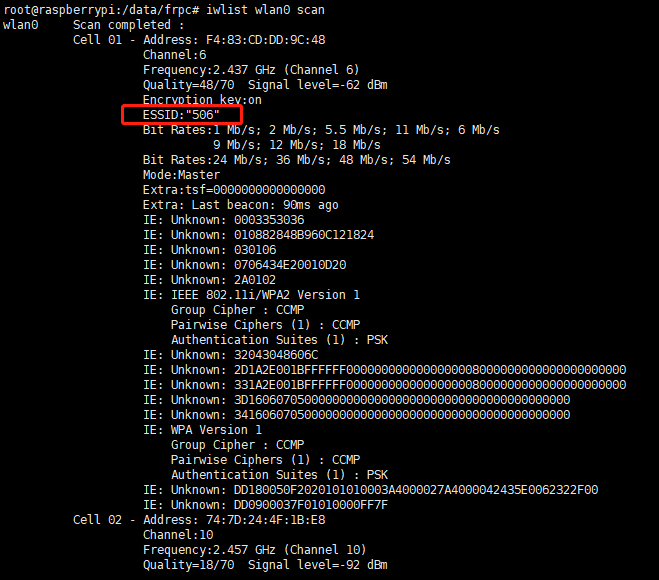 root@raspberrypi:/data/frpc# iwlist wlan0 scan
wlan0     Scan completed :
          Cell 01 - Address: F4:83:CD:DD:9C:48
                    Channel:6
                    Frequency:2.437 GHz (Channel 6)
                    Quality=48/70  Signal level=-62 dBm
                    Encryption key:on
                    ESSID:"506"
                    Bit Rates:1 Mb/s; 2 Mb/s; 5.5 Mb/s; 11 Mb/s; 6 Mb/s
                              9 Mb/s; 12 Mb/s; 18 Mb/s
                    Bit Rates:24 Mb/s; 36 Mb/s; 48 Mb/s; 54 Mb/s
                    Mode:Master
                    Extra:tsf=0000000000000000
                    Extra: Last beacon: 90ms ago
                    IE: Unknown: 0003353036
                    IE: Unknown: 010882848B960C121824
                    IE: Unknown: 030106
                    IE: Unknown: 0706434E20010D20
                    IE: Unknown: 2A0102
                    IE: IEEE 802.11i/WPA2 Version 1
                        Group Cipher : CCMP
                        Pairwise Ciphers (1) : CCMP
                        Authentication Suites (1) : PSK
                    IE: Unknown: 32043048606C
                    IE: Unknown: 2D1A2E001BFFFFFF0000000000000000000080000000000000000000
                    IE: Unknown: 331A2E001BFFFFFF0000000000000000000080000000000000000000
                    IE: Unknown: 3D16060705000000000000000000000000000000000000000
                    IE: Unknown: 3416060705000000000000000000000000000000000000000
                    IE: WPA Version 1
                        Group Cipher : CCMP
                        Pairwise Ciphers (1) : CCMP
                        Authentication Suites (1) : PSK
                    IE: Unknown: DD180050F2020101010003A4000027A4000042435E0062322F00
                    IE: Unknown: DD0900037F01010000FF7F
          Cell 02 - Address: 74:7D:24:4F:1B:E8
                    Channel:10
                    Frequency:2.457 GHz (Channel 10)
                    Quality=18/70  Signal level=-92 dBm